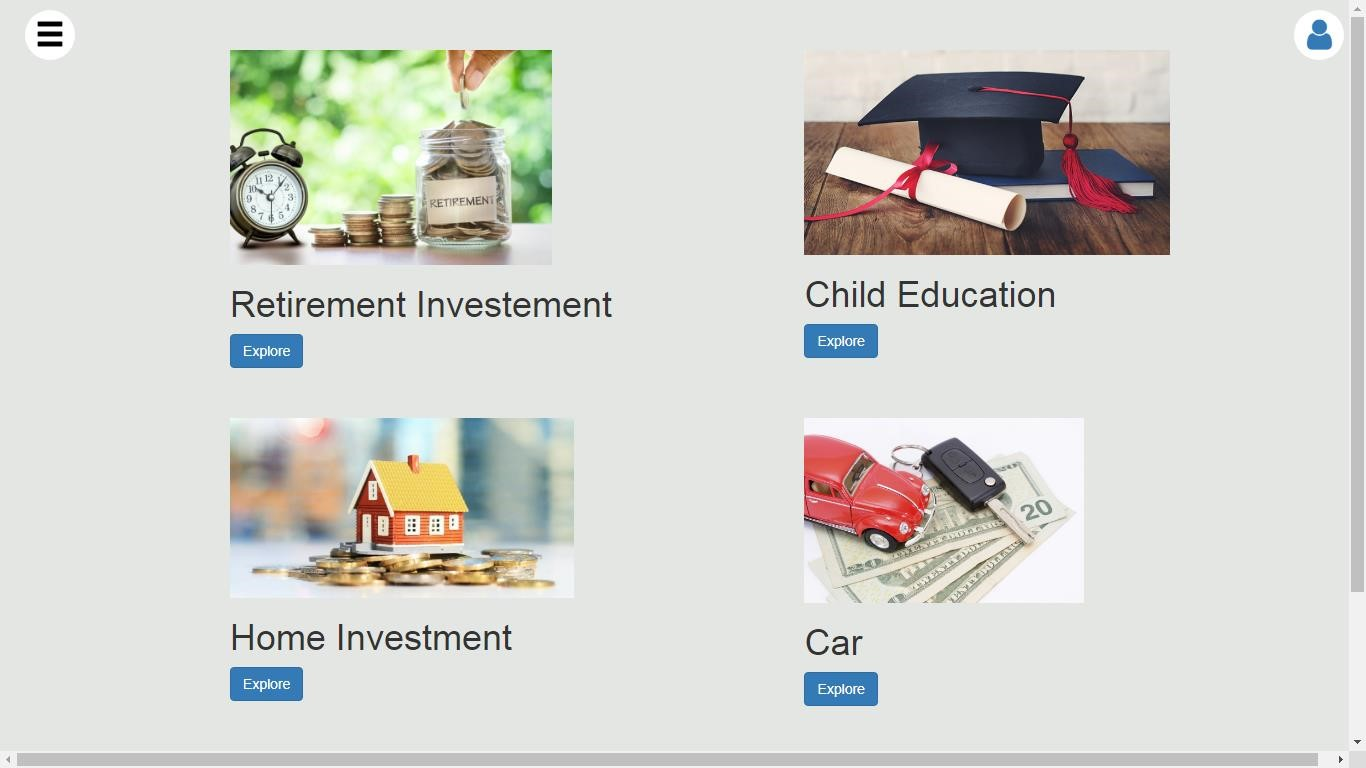 RETIREMENT
Retirement Investement
Explore
Child Education
Explore
20
Home Investment
Explore
Car
Explore